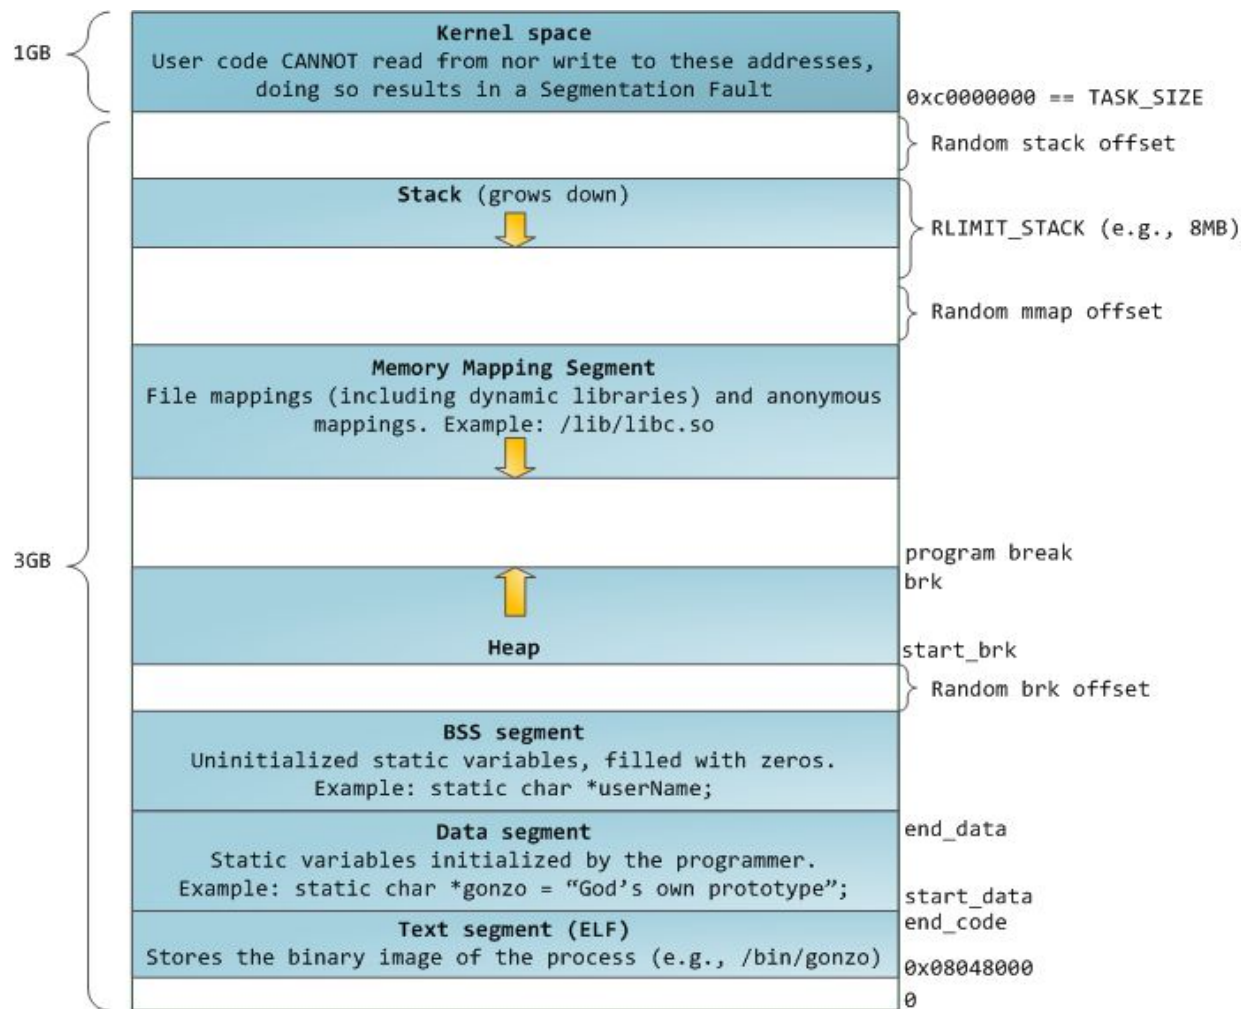 1GB
Kernel space
User code CANNOT read from nor write to these addresses,
doing so results in a Segmentation Fault
0xc0000000 == TASK_SIZE
Random stack offset
Stack (grows down)
RLIMIT_STACK (e.g., 8MB)
Random mmap offset
Memory Mapping Segment
File mappings (including dynamic libraries) and anonymous
mappings. Example: /lib/libc.so
3GB
program break
brk
Heap
start_brk
Random brk offset
BSS segment
Uninitialized static variables, filled with zeros.
Example: static char *userName;
Data segment
end_data
Static variables initialized by the programmer.
Example: static char *gonzo = “God’s own prototype”;
start_data
end_code
Text segment (ELF)
Stores the binary image of the process (e.g., /bin/gonzo)
0x08048000
0